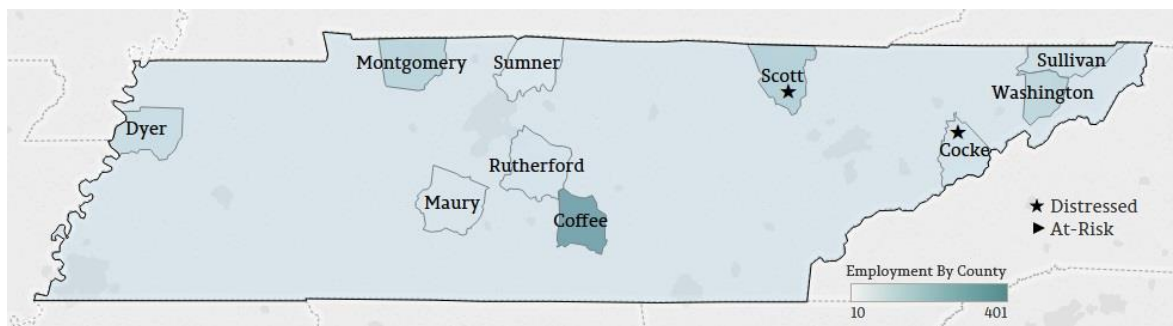 Montgomery
Sumner
Scott
Sullivan
Washington
Dyer
Cocke
Rutherford
Maury
Coffee
★ Distressed
► At-Risk
Employment By County
10 401